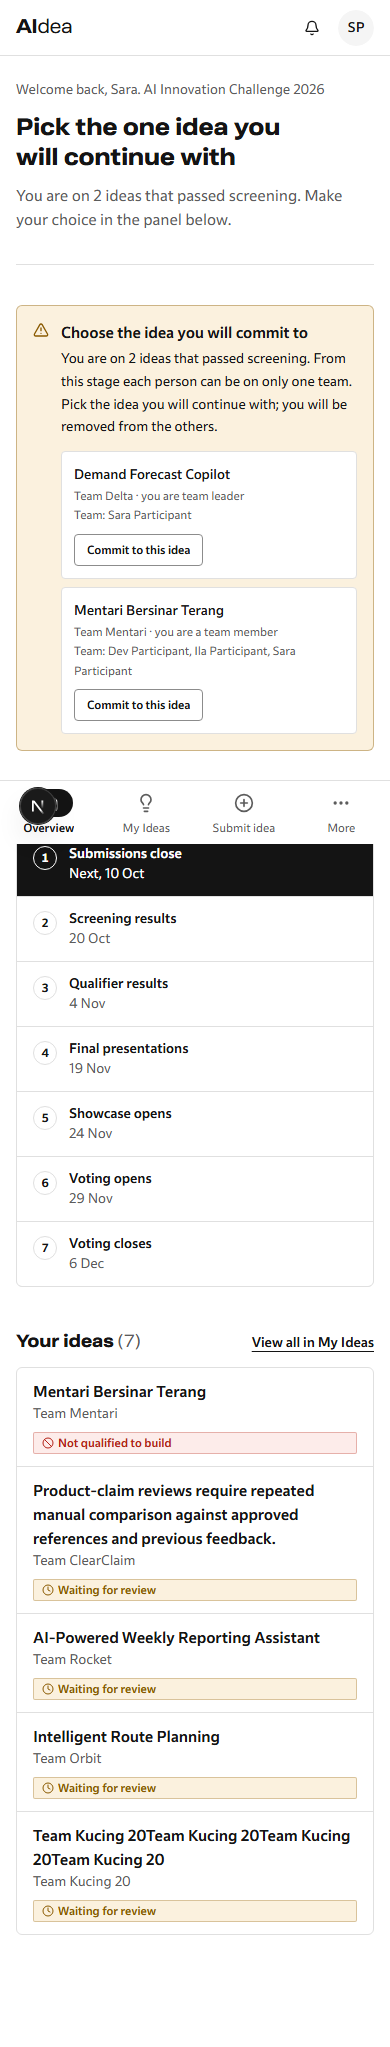 AIdea
SP
Welcome back, Sara. AI Innovation Challenge 2026
Pick the one idea you
will continue with
You are on 2 ideas that passed screening. Make
your choice in the panel below.
Choose the idea you will commit to
You are on 2 ideas that passed screening. From
this stage each person can be on only one team.
Pick the idea you will continue with; you will be
removed from the others.
Demand Forecast Copilot
Team Delta · you are team leader
Team: Sara Participant
Commit to this idea
Mentari Bersinar Terang
Team Mentari · you are a team member
Team: Dev Participant, Ila Participant, Sara
Participant
Commit to this idea
N
Overview
My Ideas
Submit idea
More
1
Submissions close
Next, 10 Oct
2
Screening results
20 Oct
3
Qualifier results
4 Nov
4
Final presentations
19 Nov
5
Showcase opens
24 Nov
6
Voting opens
29 Nov
7
Voting closes
6 Dec
Your ideas (7)
View all in My Ideas
Mentari Bersinar Terang
Team Mentari
Not qualified to build
Product-claim reviews require repeated
manual comparison against approved
references and previous feedback.
Team ClearClaim
Waiting for review
AI-Powered Weekly Reporting Assistant
Team Rocket
Waiting for review
Intelligent Route Planning
Team Orbit
Waiting for review
Team Kucing 20Team Kucing 20Team Kucing
20Team Kucing 20
Team Kucing 20
Waiting for review